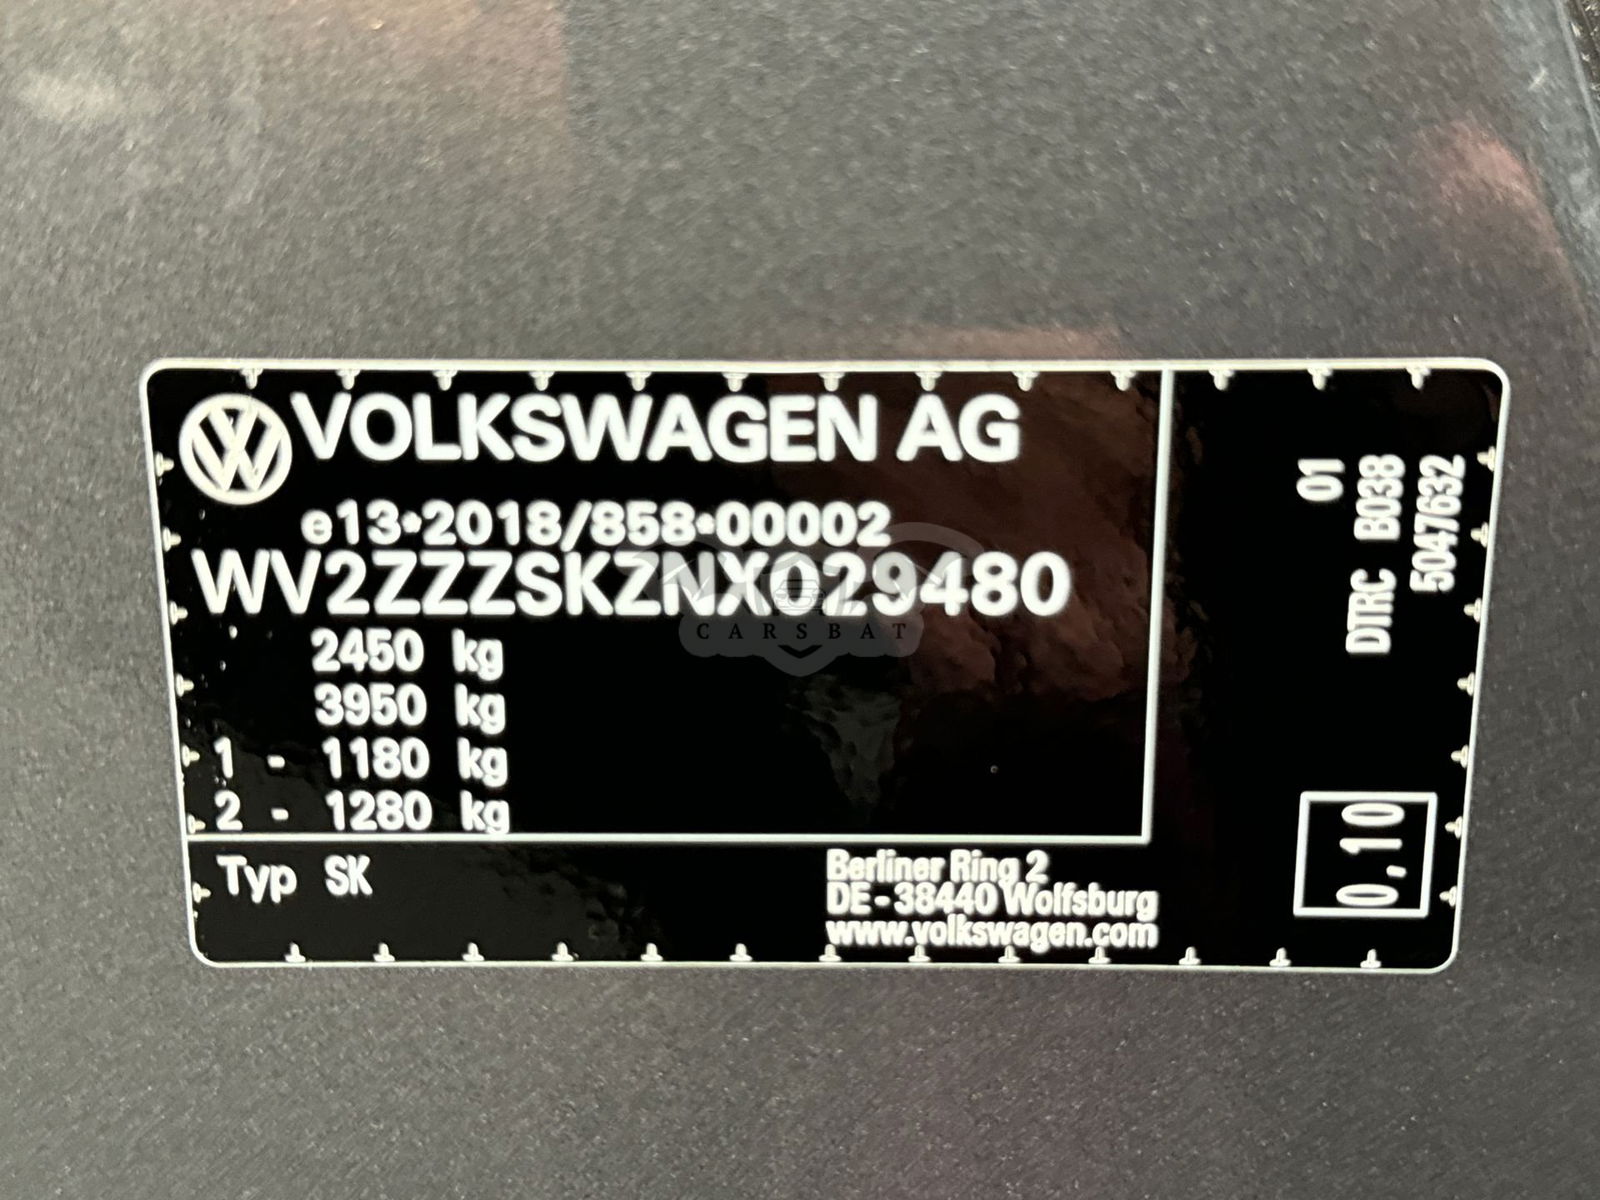 VOLKSWAGEN AG
e13*2018/858*00002
WV2ZZZSKZNX029480
2450 kg
3950 kg
1 - 1180 kg
2 - 1280 kg
Typ SK
Berliner Ring 2
DE-38440 Wolfsburg
www.volkswagen.com
01
DTRC B038
5047632
0,10
CARSBAT